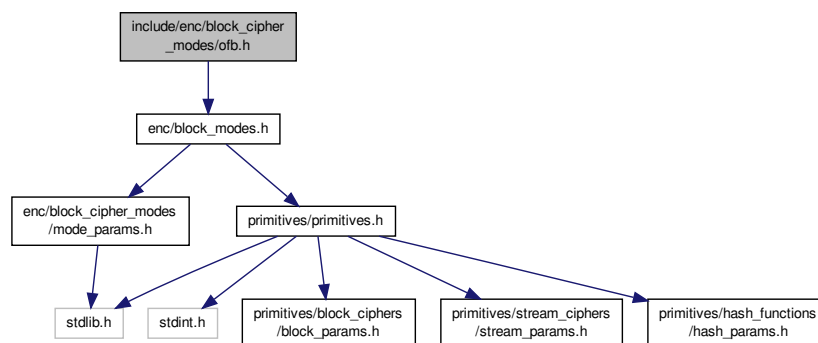 include/enc/block_cipher
_modes/ofb.h
enc/block_modes.h
enc/block_cipher_modes
/mode_params.h
primitives/primitives.h
stdlib.h
stdint.h
primitives/block_ciphers
/block_params.h
primitives/stream_ciphers
/stream_params.h
primitives/hash_functions
/hash_params.h